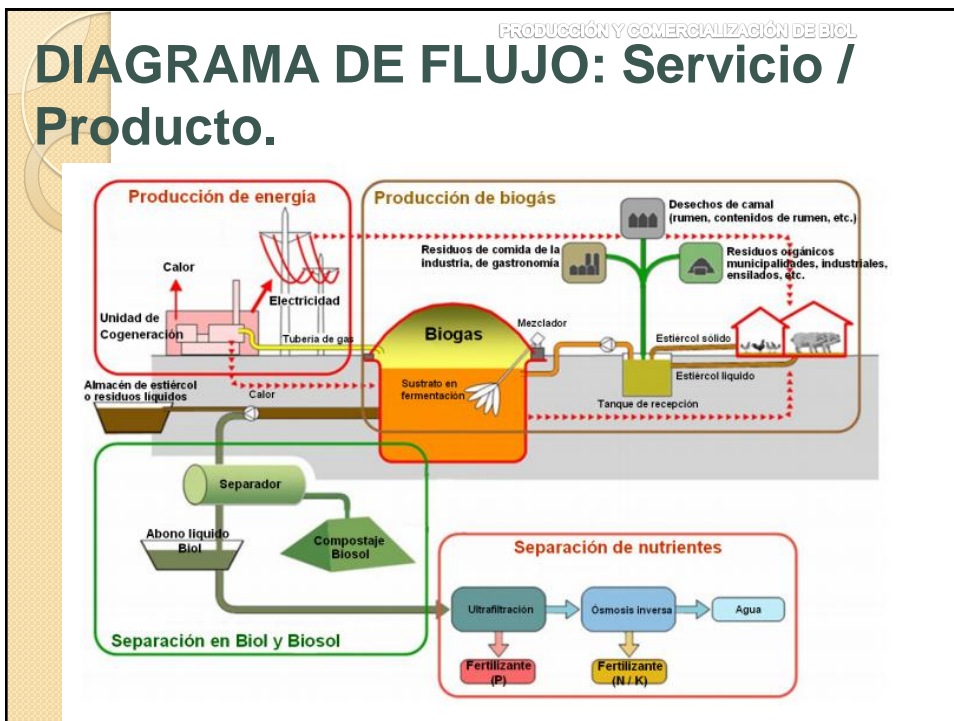 PRODUCCIÓN Y COMERCIALIZACIÓN DE BIOL
DIAGRAMA DE FLUJO: Servicio /
Producto.
Producción de energía
Calor
Electricidad
Unidad de
Cogeneración
Tubería de gas
Producción de biogás
Desechos de camal
(rumen, contenidos de rumen, etc.)
Residuos de comida de la
industria, de gastronomía
Residuos orgánicos
municipalidades, industriales,
ensilados, etc.
Biogas
Mezclador
Estiércol sólido
Estiércol líquido
Sustrato en
fermentación
Tanque de recepción
Almacén de estiércol
o residuos líquidos
Calor
Separador
Abono líquido
Biol
Compostaje
Biosol
Separación en Biol y Biosol
Separación de nutrientes
Ultrafiltración
Ósmosis inversa
Agua
Fertilizante
(P)
Fertilizante
(N / K)